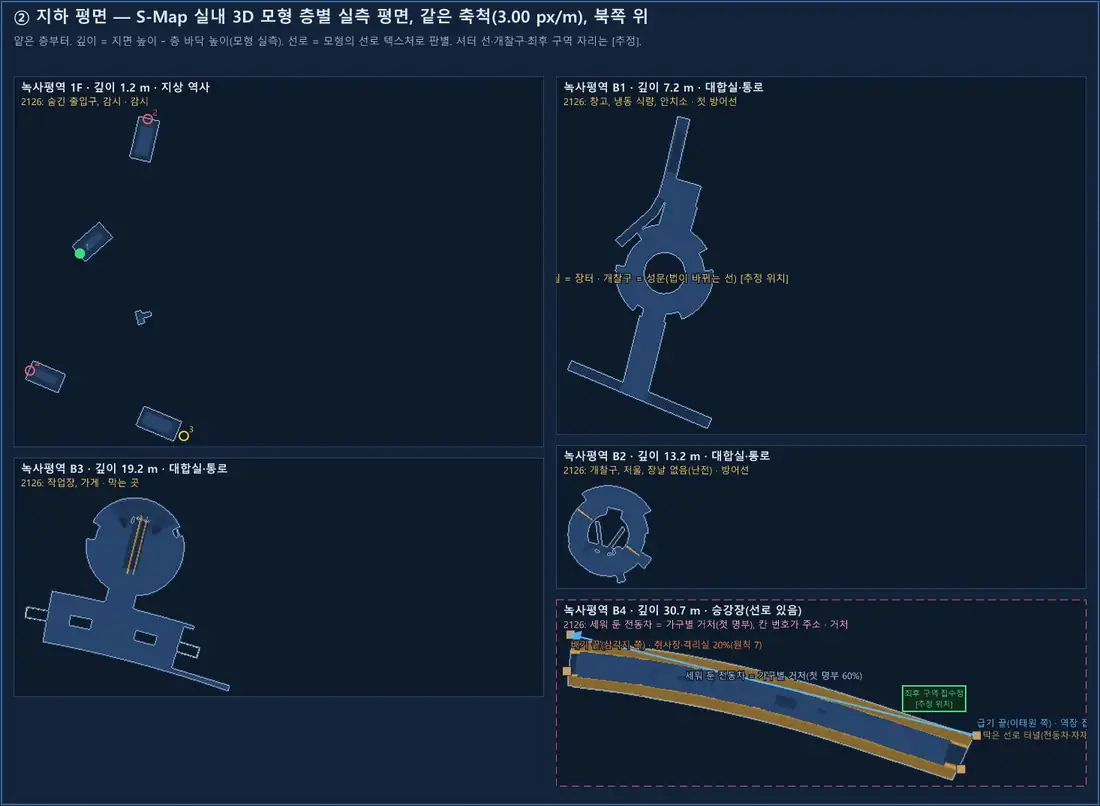 ② 지하 평면 — S-Map 실내 3D 모형 층별 실측 평면, 같은 축척(3.00 px/m), 북쪽 위
얕은 층부터. 깊이 = 지면 높이 – 층 바닥 높이(모형 실측). 선로 = 모형의 선로 텍스처로 판별. 셔터 선·개찰구·최후 구역 자리는 [추정].
녹사평역 1F · 깊이 1.2 m · 지상 역사
2126: 숨긴 출입구, 감시 · 감시
2
1
4
3
녹사평역 B1 · 깊이 7.2 m · 대합실·통로
2126: 창고, 냉동 식량, 안치소 · 첫 방어선
= 장터 · 개찰구 = 성문(법이 바뀌는 선) [추정 위치]
녹사평역 B3 · 깊이 19.2 m · 대합실·통로
2126: 작업장, 가게 · 막는 곳
녹사평역 B2 · 깊이 13.2 m · 대합실·통로
2126: 개찰구, 저울, 장날 없음(난전) · 방어선
녹사평역 B4 · 깊이 30.7 m · 승강장(선로 있음)
2126: 세워 둔 전동차 = 가구별 거처(첫 명부), 칸 번호가 주소 · 거처
배기 끝(삼각지 쪽) · 취사장·격리실 20%(원칙 7)
세워 둔 전동차 = 가구별 거처(첫 명부 60%)
최후 구역·집수정
[추정 위치]
급기 끝(이태원 쪽) · 역장
막은 선로 터널(전동차·자재